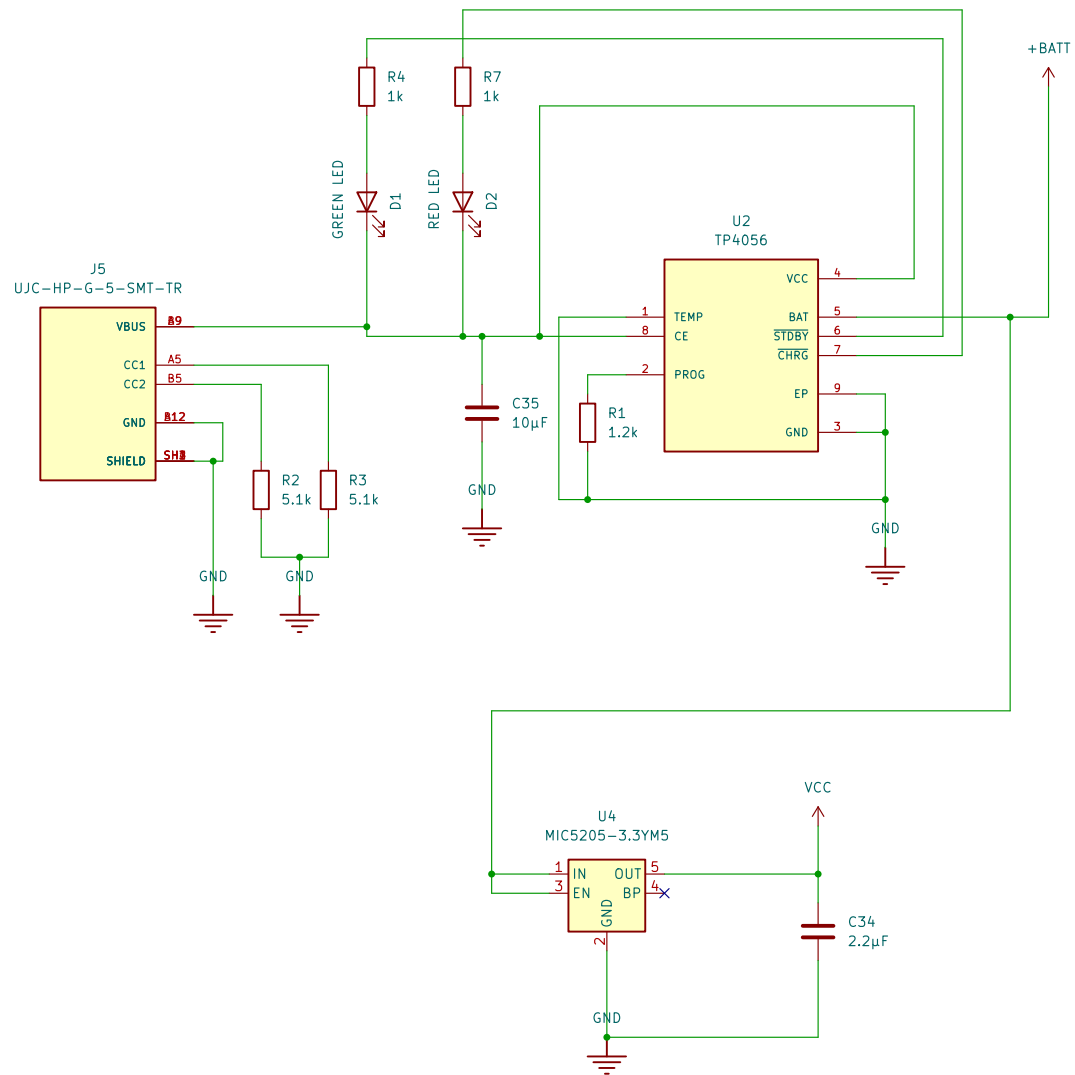 +BATT
R4
1k
R7
1k
GREEN LED
D1
RED LED
D2
U2
TP4056
J5
UJC-HP-G-5-SMT-TR
VBUS
CC1
A5
CC2
B5
GND
SHIELD
VCC
4
1
TEMP
BAT
5
8
CE
STDBY
6
CHRG
7
2
PROG
EP
9
GND
3
R1
1.2k
C35
10µF
R2
5.1k
R3
5.1k
GND
GND
GND
GND
VCC
U4
MIC5205-3.3YM5
1
IN
OUT
5
3
EN
BP
4
GND
2
C34
2.2µF
GND